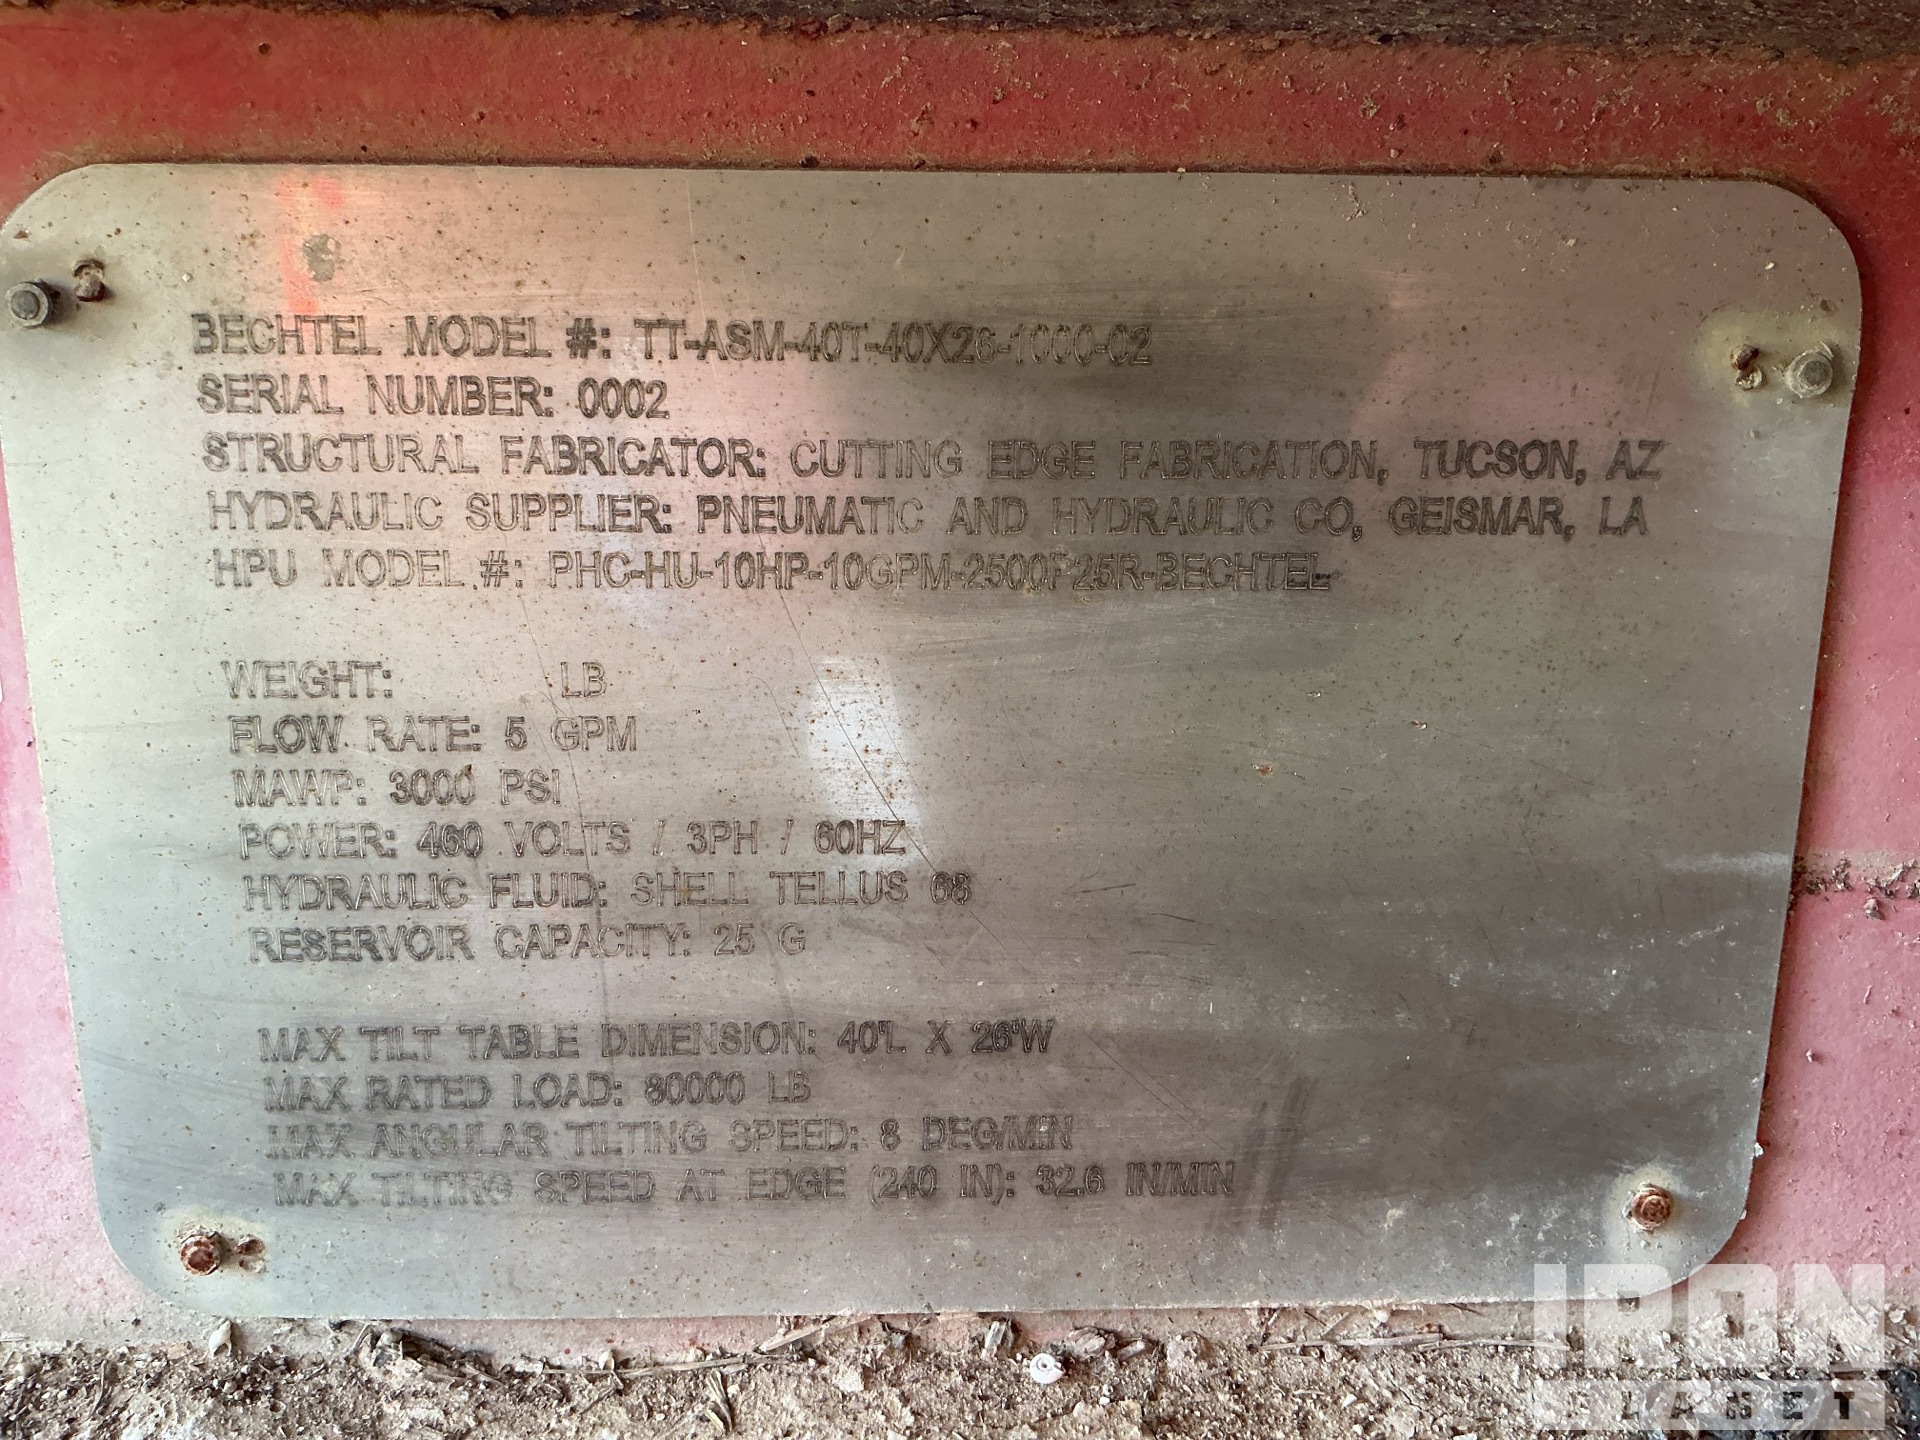 BECHTEL MODEL #: TT-ASM-40T-40X26-1000-02
SERIAL NUMBER: 0002
STRUCTURAL FABRICATOR: CUTTING EDGE FABRICATION, TUCSON, AZ
HYDRAULIC SUPPLIER: PNEUMATIC AND HYDRAULIC CO, GEISMAR, LA
HPU MODEL #: PHC-HU-10HP-10GPM-2500P25R-BECHTEL
WEIGHT: LB
FLOW RATE: 5 GPM
MAWP: 3000 PSI
POWER: 460 VOLTS / 3PH / 60HZ
HYDRAULIC FLUID: SHELL TELLUS 68
RESERVOIR CAPACITY: 25 G
MAX TILT TABLE DIMENSION: 40'L X 26'W
MAX RATED LOAD: 80000 LB
MAX ANGULAR TILTING SPEED: 8 DEG/MIN
MAX TILTING SPEED AT EDGE (240 IN): 32.6 IN/MIN
IRON
PLANET